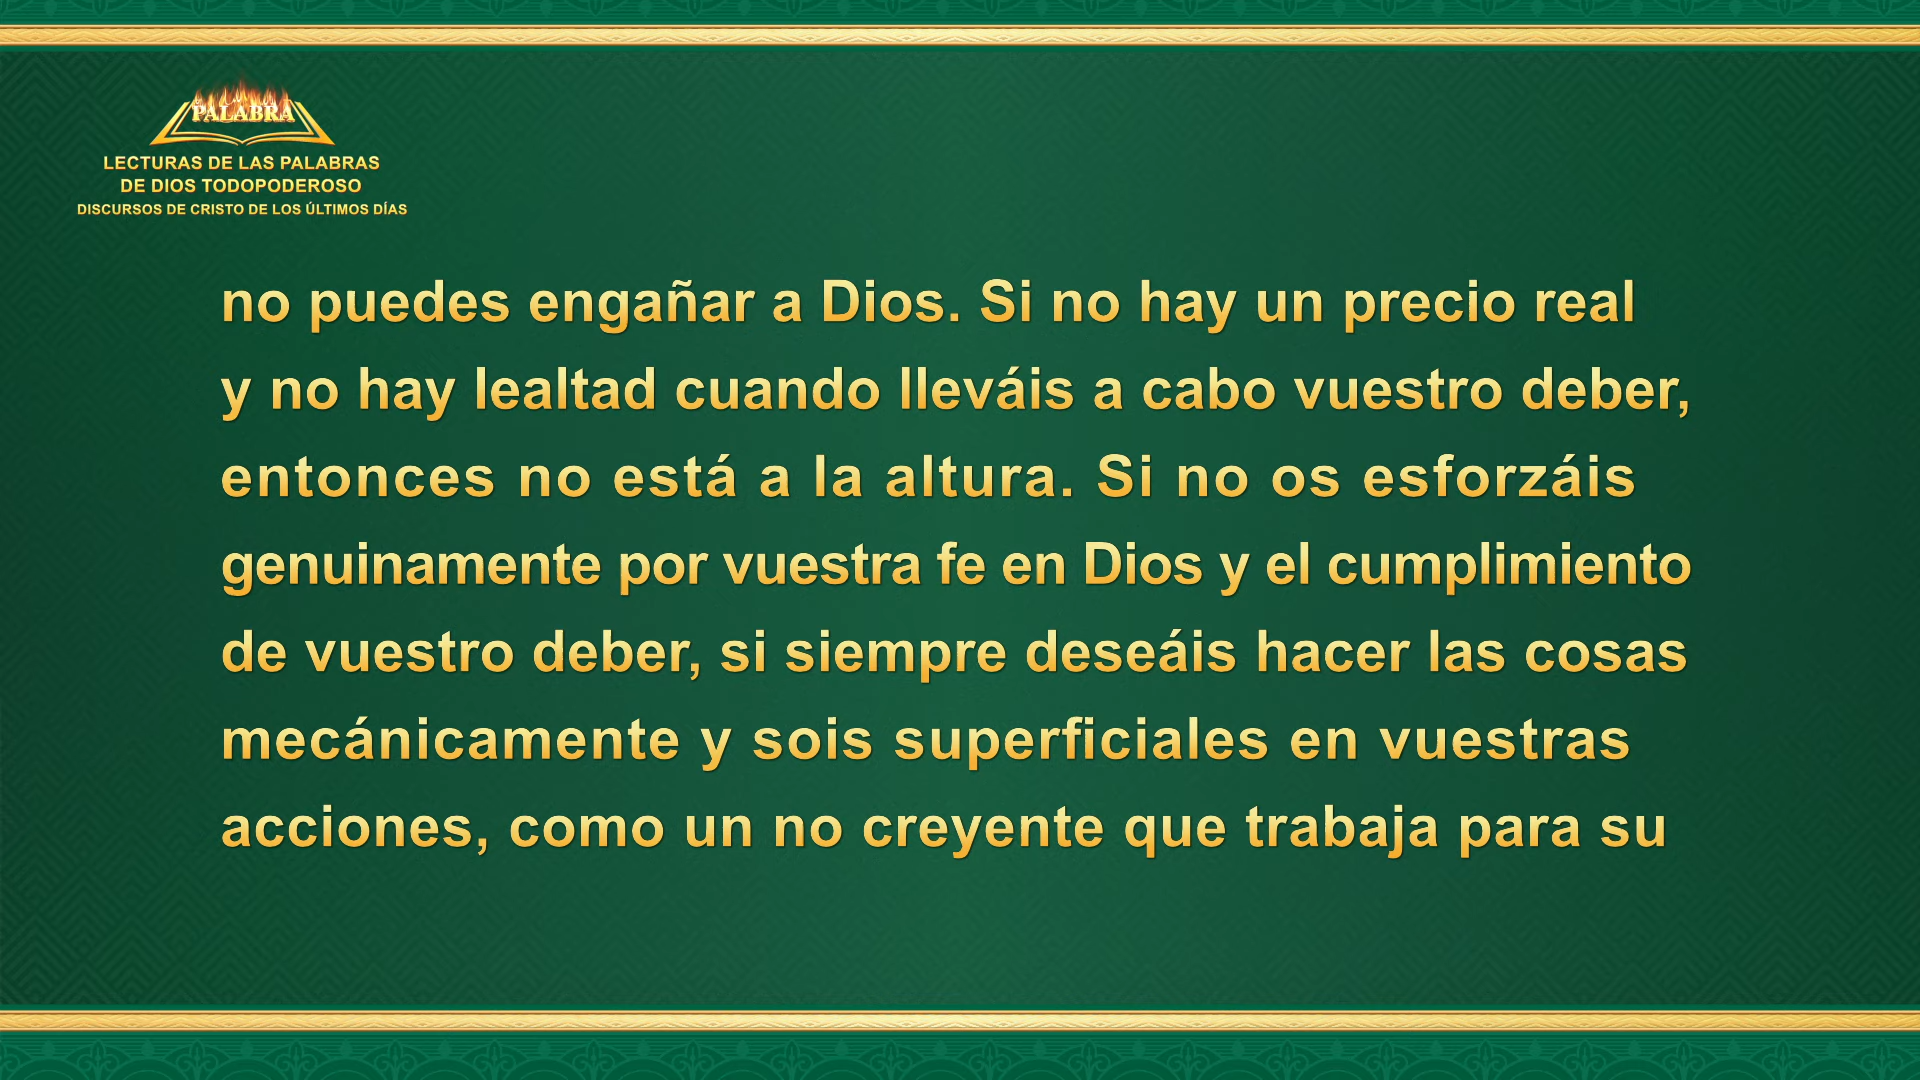 PALABRA
LECTURAS DE LAS PALABRAS
DE DIOS TODOPODEROSO
DISCURSOS DE CRISTO DE LOS ÚLTIMOS DÍAS
no puedes engañar a Dios. Si no hay un precio real
y no hay lealtad cuando lleváis a cabo vuestro deber,
entonces no está a la altura. Si no os esforzáis
genuinamente por vuestra fe en Dios y el cumplimiento
de vuestro deber, si siempre deseáis hacer las cosas
mecánicamente y sois superficiales en vuestras
acciones, como un no creyente que trabaja para su